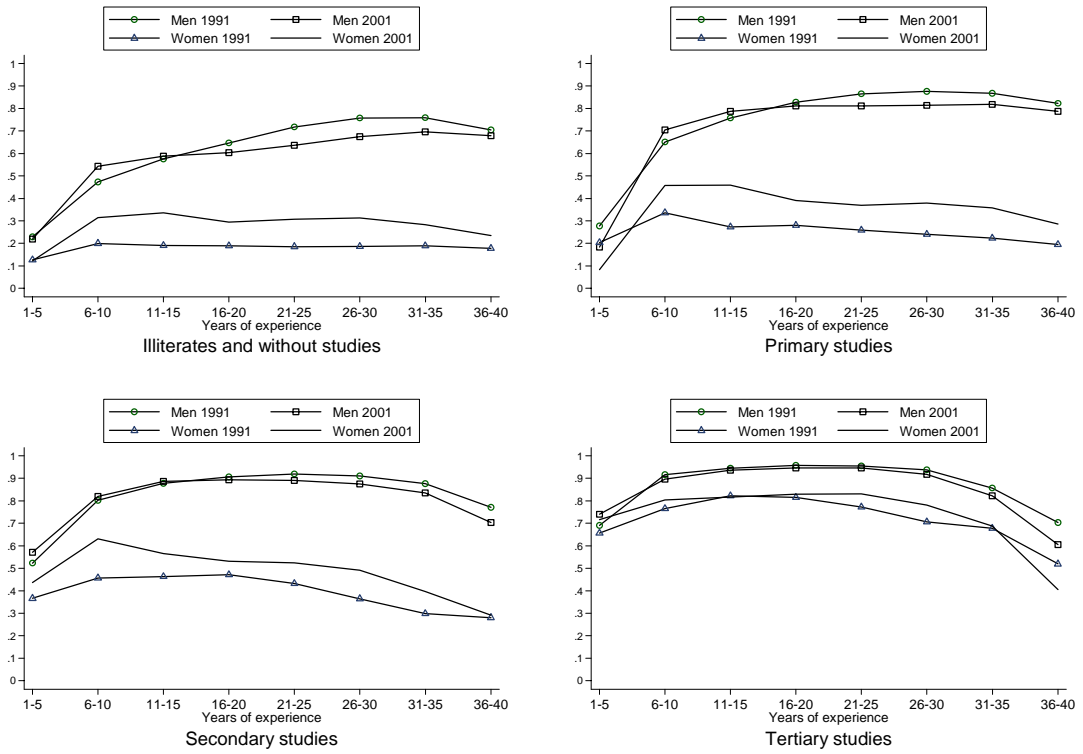 Men 1991 Men 2001
Women 1991 Women 2001
1
.9
.8
.7
.6
.5
.4
.3
.2
.1
0
1-5 6-10 11-15 16-20 21-25 26-30 31-35 36-40
Years of experience
Illiterates and without studies
Men 1991 Men 2001
Women 1991 Women 2001
1
.9
.8
.7
.6
.5
.4
.3
.2
.1
0
1-5 6-10 11-15 16-20 21-25 26-30 31-35 36-40
Years of experience
Primary studies
Men 1991 Men 2001
Women 1991 Women 2001
1
.9
.8
.7
.6
.5
.4
.3
.2
.1
0
1-5 6-10 11-15 16-20 21-25 26-30 31-35 36-40
Years of experience
Secondary studies
Men 1991 Men 2001
Women 1991 Women 2001
1
.9
.8
.7
.6
.5
.4
.3
.2
.1
0
1-5 6-10 11-15 16-20 21-25 26-30 31-35 36-40
Years of experience
Tertiary studies